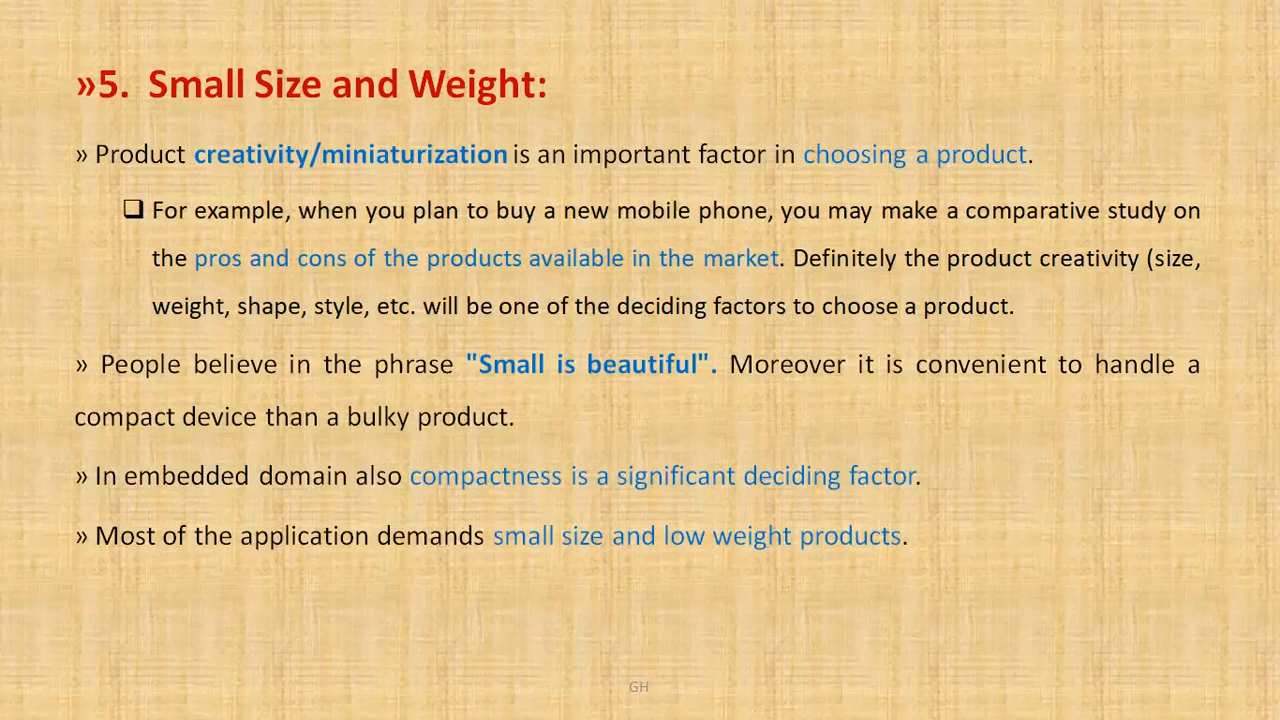 »5. Small Size and Weight:
» Product creativity/miniaturization is an important factor in choosing a product.
❑ For example, when you plan to buy a new mobile phone, you may make a comparative study on
the pros and cons of the products available in the market. Definitely the product creativity (size,
weight, shape, style, etc. will be one of the deciding factors to choose a product.
» People believe in the phrase "Small is beautiful". Moreover it is convenient to handle a
compact device than a bulky product.
» In embedded domain also compactness is a significant deciding factor.
» Most of the application demands small size and low weight products.
GH